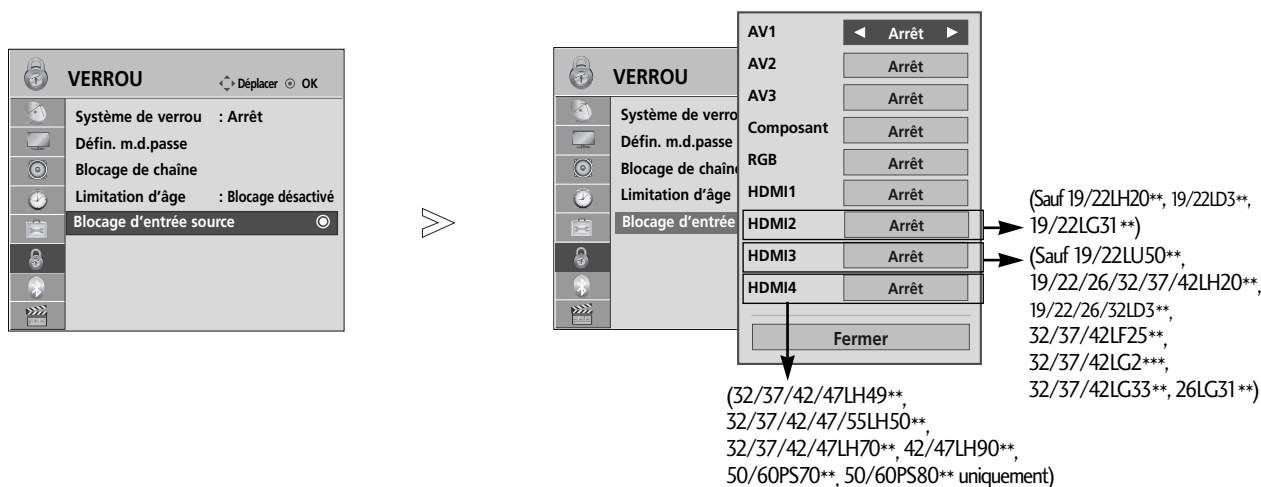 VERROU Déplacer OK
Système de verrou : Arrêt
Défin. m.d.passe
Blocage de chaîne
Limitation d'âge : Blocage désactivé
Blocage d'entrée source
VERROU
Système de verro
Défin. m.d.passe
Blocage de chaîn
Limitation d'âge
Blocage d'entrée
AV1 ◄ Arrêt ►
AV2 Arrêt
AV3 Arrêt
Composant Arrêt
RGB Arrêt
HDMI1 Arrêt
HDMI2 Arrêt
HDMI3 Arrêt
HDMI4 Arrêt
Fermer
(Sauf 19/22LH20**, 19/22LD3**,
19/22LG31**)
(Sauf 19/22LU50**,
19/22/26/32/37/42LH20**,
19/22/26/32LD3**,
32/37/42LF25**,
32/37/42LG2***,
32/37/42LG33**, 26LG31**)
(32/37/42/47LH49**,
32/37/42/47/55LH50**,
32/37/42/47LH70**, 42/47LH90**,
50/60PS70**, 50/60PS80** uniquement)